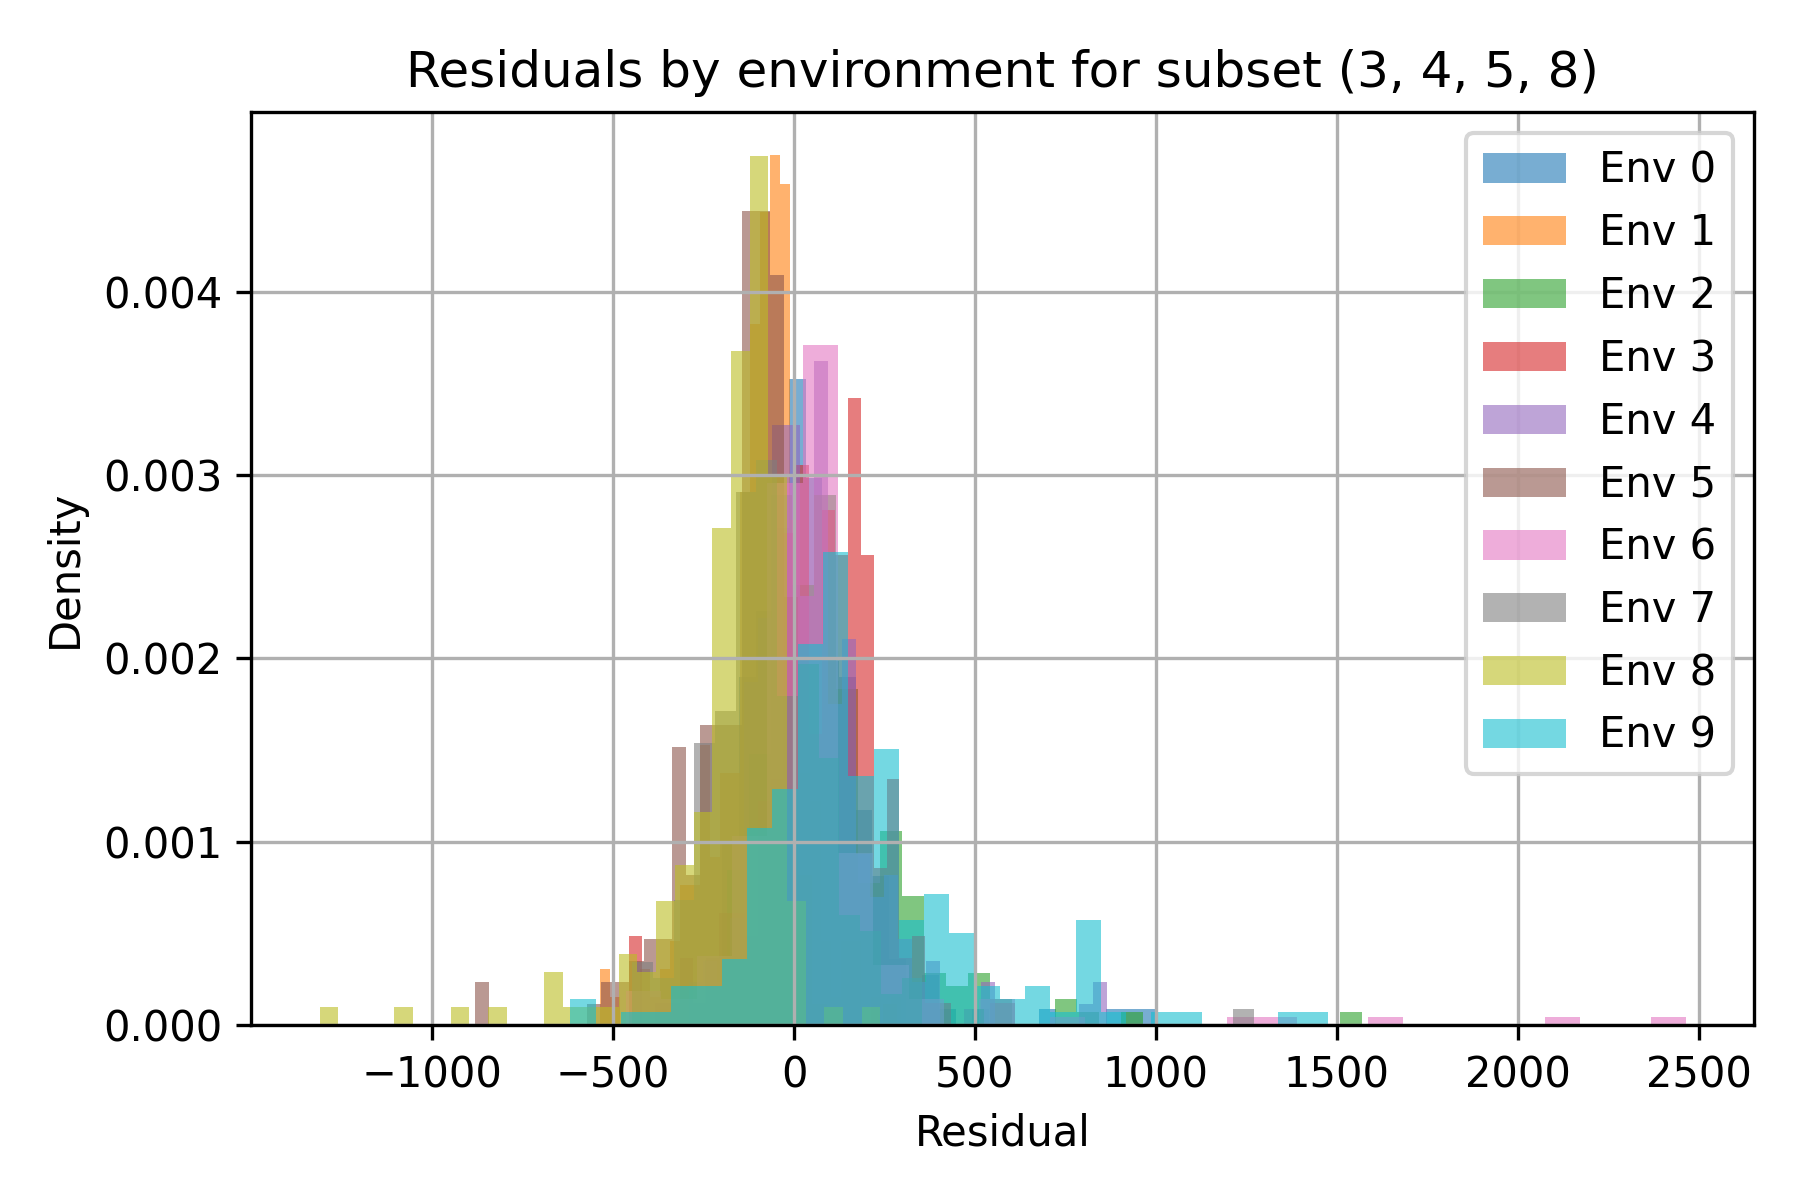 Residuals by environment for subset (3, 4, 5, 8)
Density
0.004
0.003
0.002
0.001
0.000
−1000
−500
0
500
1000
1500
2000
2500
Residual
Env 0
Env 1
Env 2
Env 3
Env 4
Env 5
Env 6
Env 7
Env 8
Env 9